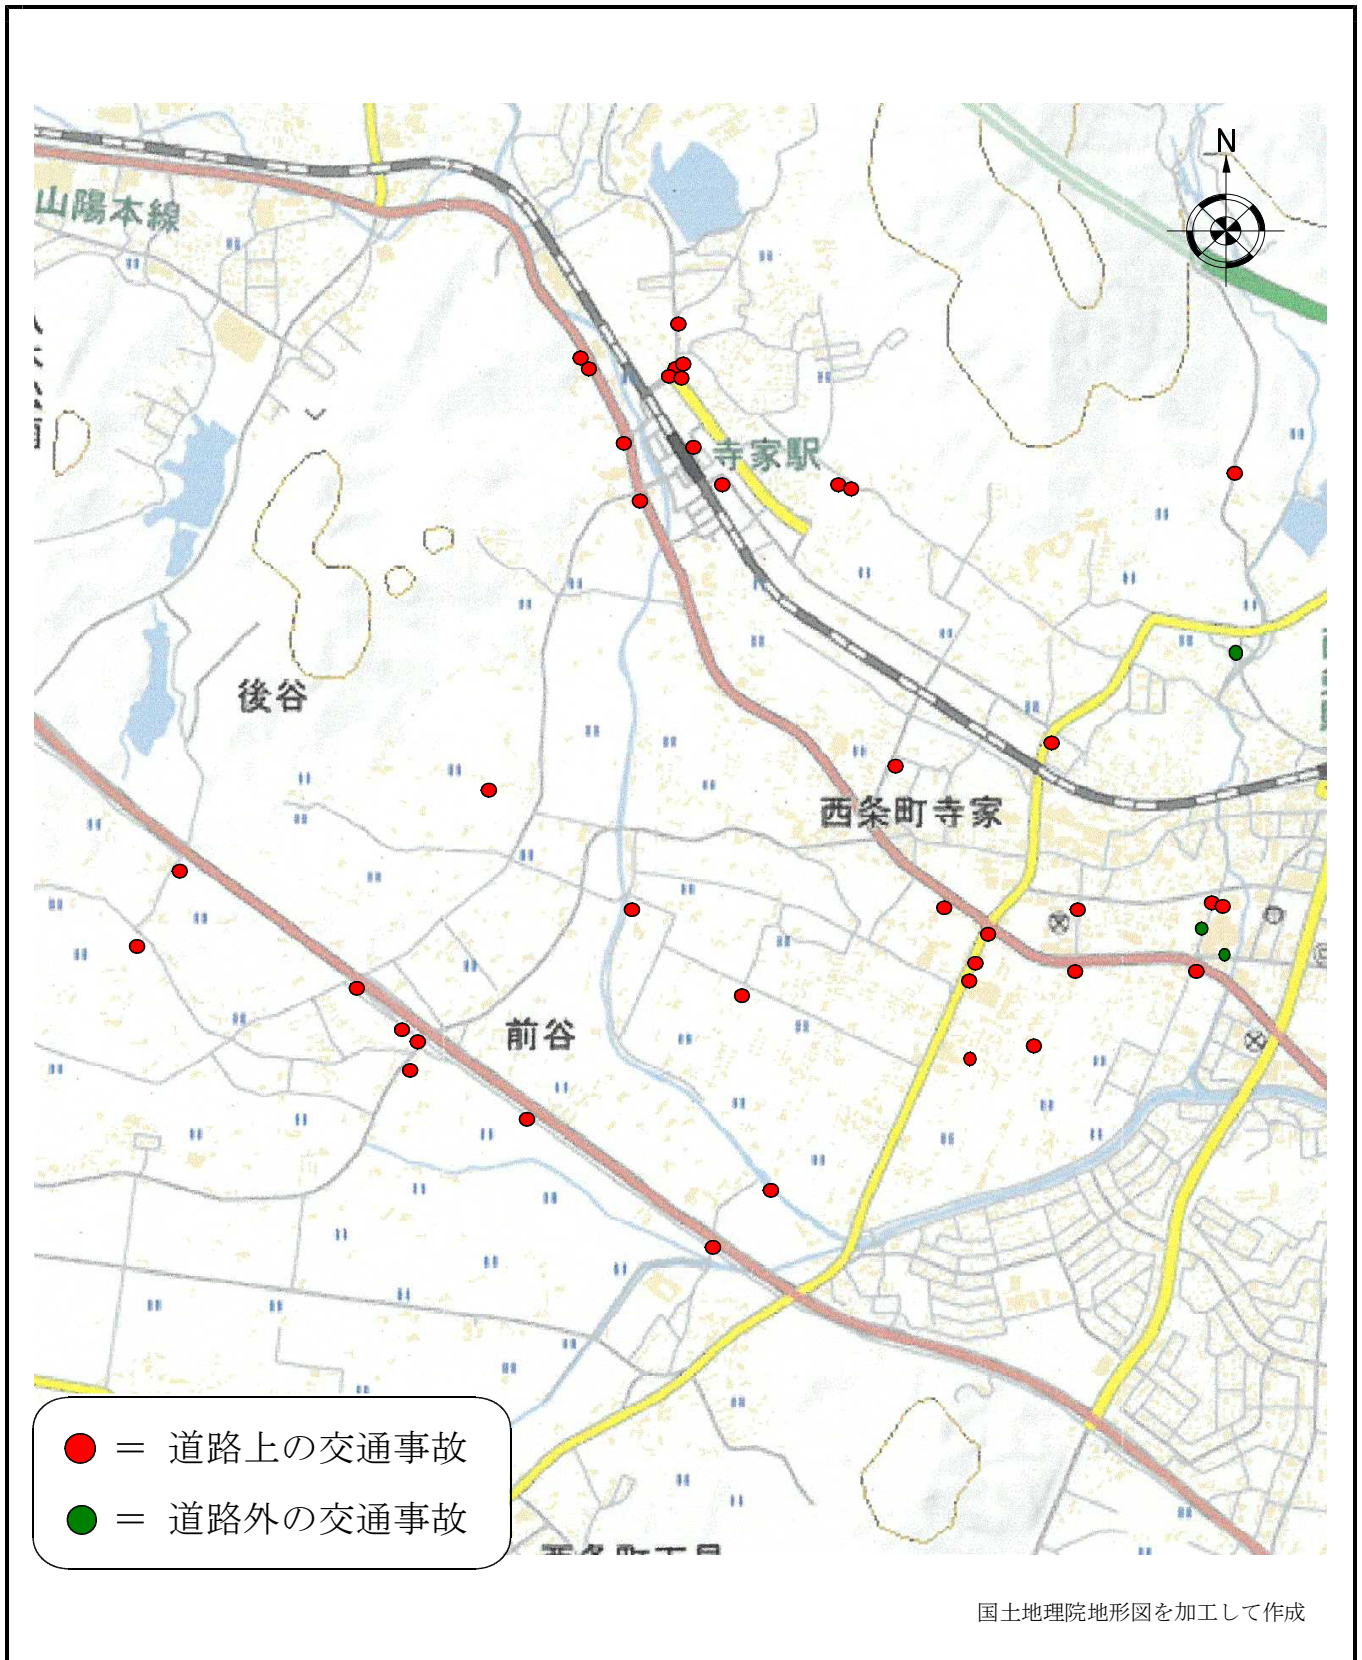 N
山陽本線
寺家駅
後谷
西条町寺家
前谷
= 道路上の交通事故
= 道路外の交通事故
国土地理院地形図を加工して作成